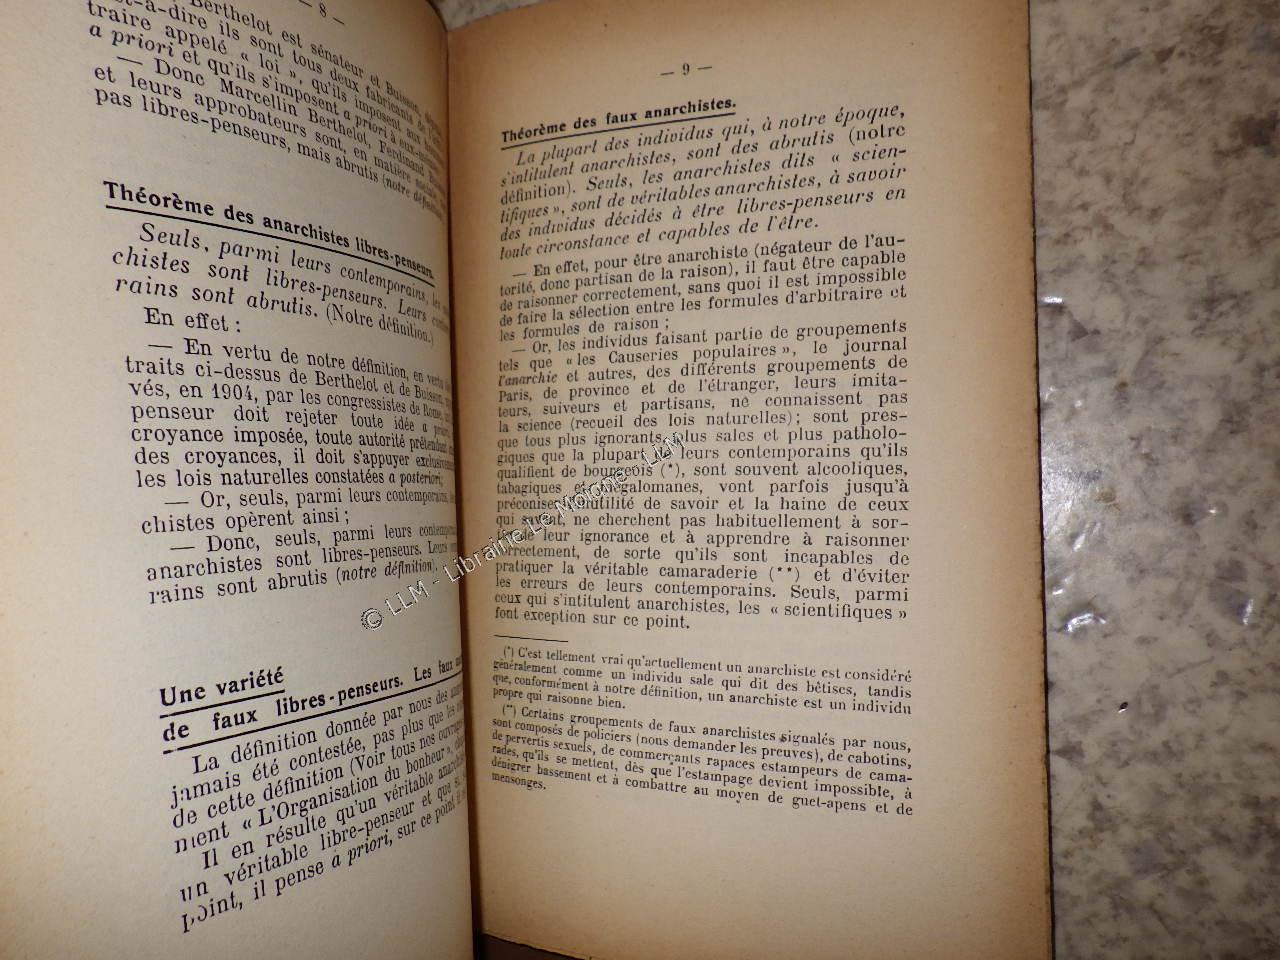 — 8 —
Berthelot est sénateur et Buisson
-à-dire ils sont tous deux fabricants de
traire appelé « loi », qu'ils imposent aux
a priori et qu'ils s'imposent a priori à eux-
— Donc Marcellin Berthelot, Ferdinand
et leurs approbateurs sont, en matière
pas libres-penseurs, mais abrutis (notre définition
Théorème des anarchistes libres-penseurs.
Seuls, parmi leurs contemporains, les
chistes sont libres-penseurs. Leurs
rains sont abrutis. (Notre définition.)
En effet :
— En vertu de notre définition, en vertu
traits ci-dessus de Berthelot et de Buisson,
vés, en 1904, par les congressistes de Rome,
penseur doit rejeter toute idée a priori,
croyance imposée, toute autorité prétendant
des croyances, il doit s'appuyer exclusivement
les lois naturelles constatées a posteriori;
— Or, seuls, parmi leurs contemporains,
chistes opèrent ainsi ;
— Donc, seuls, parmi leurs
anarchistes sont libres-penseurs. Leurs
rains sont abrutis (notre définition).
Une variété
de faux libres-penseurs. Les faux
La définition donnée par nous des
jamais été contestée, pas plus que les
de cette définition (Voir tous nos ouvrages
ment « L'Organisation du bonheur »,
Il en résulte qu'un véritable
un véritable libre-penseur et que si,
point, il pense a priori, sur ce point il
— 9 —
Théorème des faux anarchistes.
La plupart des individus qui, à notre époque,
s'intitulent anarchistes, sont des abrutis (notre
définition). Seuls, les anarchistes dits « scien-
tifiques », sont de véritables anarchistes, à savoir
des individus décidés à être libres-penseurs en
toute circonstance et capables de l'être.
— En effet, pour être anarchiste (négateur de l'au-
torité, donc partisan de la raison), il faut être capable
de raisonner correctement, sans quoi il est impossible
de faire la sélection entre les formules d'arbitraire et
les formules de raison ;
— Or, les individus faisant partie de groupements
tels que « les Causeries populaires », le journal
l'anarchie et autres, des différents groupements de
Paris, de province et de l'étranger, leurs imita-
teurs, suiveurs et partisans, ne connaissent pas
la science (recueil des lois naturelles) ; sont pres-
que tous plus ignorants, plus sales et plus patholo-
giques que la plupart de leurs contemporains qu'ils
qualifient de bourgeois (*), sont souvent alcooliques,
tabagiques et mégalomanes, vont parfois jusqu'à
préconiser l'inutilité de savoir et la haine de ceux
qui savent, ne cherchent pas habituellement à sor-
tir de leur ignorance et à apprendre à raisonner
correctement, de sorte qu'ils sont incapables de
pratiquer la véritable camaraderie (**) et d'éviter
les erreurs de leurs contemporains. Seuls, parmi
ceux qui s'intitulent anarchistes, les « scientifiques »
font exception sur ce point.
(*) C'est tellement vrai qu'actuellement un anarchiste est considéré
généralement comme un individu sale qui dit des bêtises, tandis
que, conformément à notre définition, un anarchiste est un individu
propre qui raisonne bien.
(**) Certains groupements de faux anarchistes signalés par nous,
sont composés de policiers (nous demander les preuves), de cabotins,
de pervertis sexuels, de commerçants rapaces estampeurs de cama-
rades, qu'ils se mettent, dès que l'estampage devient impossible, à
dénigrer bassement et à combattre au moyen de guet-apens et de
mensonges.
© LLM - Librairie Le Molotov - LLM